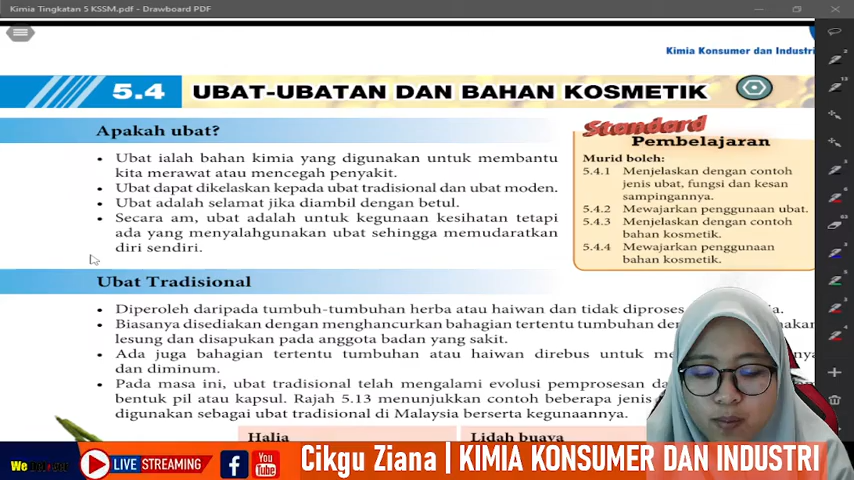 Kimia Tingkatan 5 KSSM.pdf - Drawboard PDF
Kimia Konsumer dan Industri
5.4 UBAT-UBATAN DAN BAHAN KOSMETIK
Apakah ubat?
• Ubat ialah bahan kimia yang digunakan untuk membantu
kita merawat atau mencegah penyakit.
• Ubat dapat dikelaskan kepada ubat tradisional dan ubat moden.
• Ubat adalah selamat jika diambil dengan betul.
• Secara am, ubat adalah untuk kegunaan kesihatan tetapi
ada yang menyalahgunakan ubat sehingga memudaratkan
diri sendiri.
Standard
Pembelajaran
Murid boleh:
5.4.1 Menjelaskan dengan contoh
jenis ubat, fungsi dan kesan
sampingannya.
5.4.2 Mewajarkan penggunaan ubat.
5.4.3 Menjelaskan dengan contoh
bahan kosmetik.
5.4.4 Mewajarkan penggunaan
bahan kosmetik.
Ubat Tradisional
• Diperoleh daripada tumbuh-tumbuhan herba atau haiwan dan tidak diproses
• Biasanya disediakan dengan menghancurkan bahagian tertentu tumbuhan
lesung dan disapukan pada anggota badan yang sakit.
• Ada juga bahagian tertentu tumbuhan atau haiwan direbus untuk
dan diminum.
• Pada masa ini, ubat tradisional telah mengalami evolusi pemprosesan
bentuk pil atau kapsul. Rajah 5.13 menunjukkan contoh beberapa jenis
digunakan sebagai ubat tradisional di Malaysia berserta kegunaannya.
Halia
Lidah buaya
LIVE STREAMING
You Tube
Cikgu Ziana | KIMIA KONSUMER DAN INDUSTRI